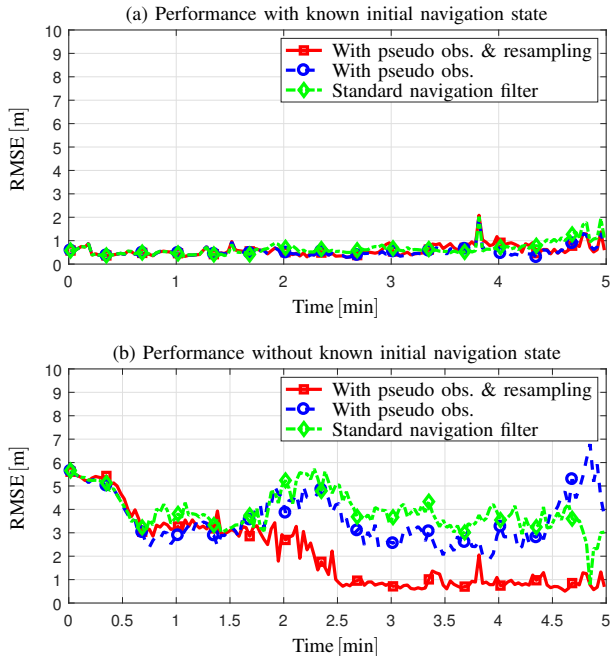 (a) Performance with known initial navigation state
10
9
8
7
6
5
4
3
2
1
0
RMSE [m]
With pseudo obs. & resampling
With pseudo obs.
Standard navigation filter
0 1 2 3 4 5
Time [min]
(b) Performance without known initial navigation state
10
9
8
7
6
5
4
3
2
1
0
RMSE [m]
With pseudo obs. & resampling
With pseudo obs.
Standard navigation filter
0 0.5 1 1.5 2 2.5 3 3.5 4 4.5 5
Time [min]